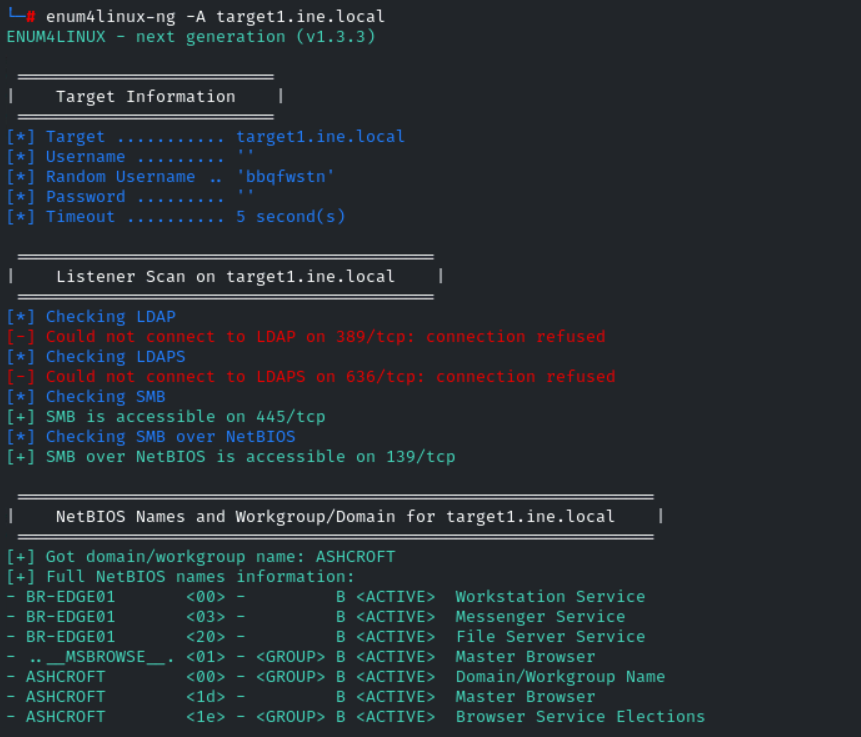 └─# enum4linux-ng -A target1.ine.local
ENUM4LINUX - next generation (v1.3.3)
==========================
|    Target Information    |
==========================
[*] Target ........... target1.ine.local
[*] Username ......... ''
[*] Random Username .. 'bbqfwstn'
[*] Password ......... ''
[*] Timeout .......... 5 second(s)
==========================================
|    Listener Scan on target1.ine.local    |
==========================================
[*] Checking LDAP
[-] Could not connect to LDAP on 389/tcp: connection refused
[*] Checking LDAPS
[-] Could not connect to LDAPS on 636/tcp: connection refused
[*] Checking SMB
[+] SMB is accessible on 445/tcp
[*] Checking SMB over NetBIOS
[+] SMB over NetBIOS is accessible on 139/tcp
================================================================
|    NetBIOS Names and Workgroup/Domain for target1.ine.local    |
================================================================
[+] Got domain/workgroup name: ASHCROFT
[+] Full NetBIOS names information:
- BR-EDGE01       <00> -         B <ACTIVE>  Workstation Service
- BR-EDGE01       <03> -         B <ACTIVE>  Messenger Service
- BR-EDGE01       <20> -         B <ACTIVE>  File Server Service
- ..__MSBROWSE__. <01> - <GROUP> B <ACTIVE>  Master Browser
- ASHCROFT        <00> - <GROUP> B <ACTIVE>  Domain/Workgroup Name
- ASHCROFT        <1d> -         B <ACTIVE>  Master Browser
- ASHCROFT        <1e> - <GROUP> B <ACTIVE>  Browser Service Elections